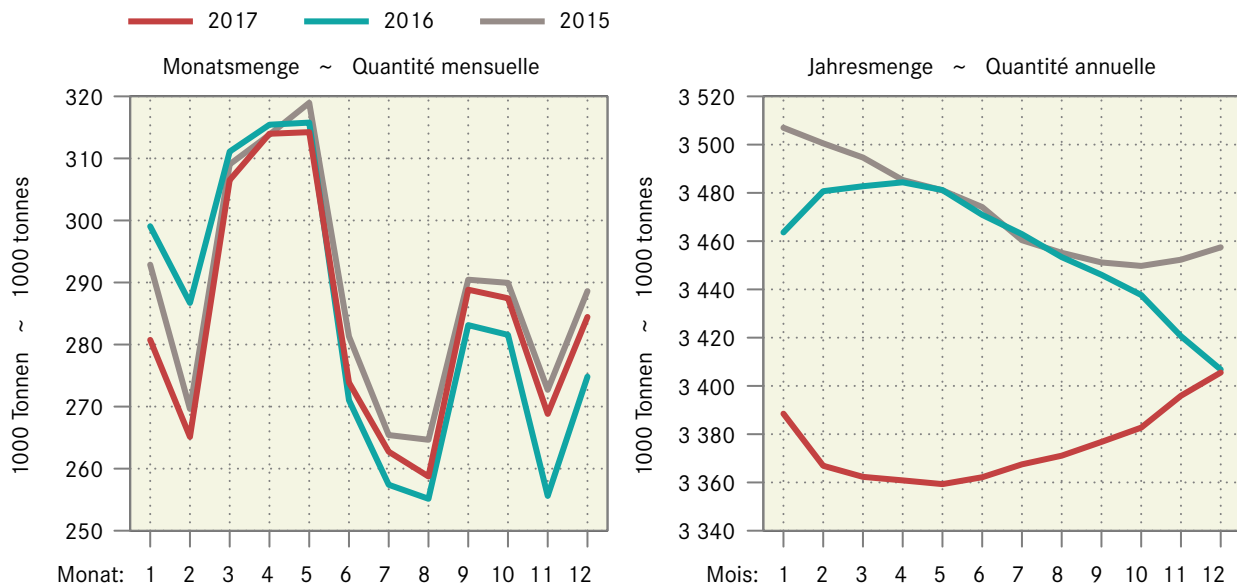 2017 2016 2015
Monatsmenge ~ Quantité mensuelle
1000 Tonnen ~ 1000 tonnes
320
310
300
290
280
270
260
250
Monat: 1 2 3 4 5 6 7 8 9 10 11 12
Jahresmenge ~ Quantité annuelle
1000 Tonnen ~ 1000 tonnes
3 520
3 500
3 480
3 460
3 440
3 420
3 400
3 380
3 360
3 340
Mois: 1 2 3 4 5 6 7 8 9 10 11 12